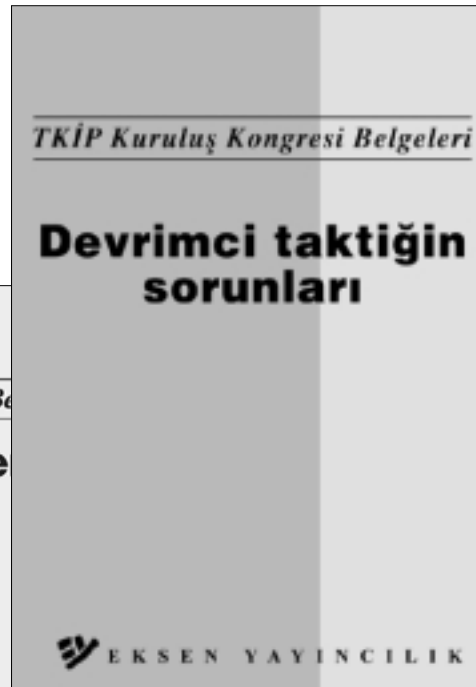 TKİP Kuruluş Kongresi Belgeleri
Devrimci taktiğin
sorunları
EKSEN YAYINCILIK